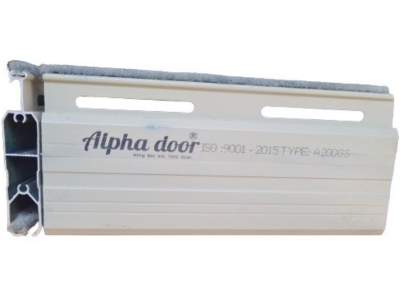 Alpha door®
ISO :9001 - 2015 TYPE: A200GS